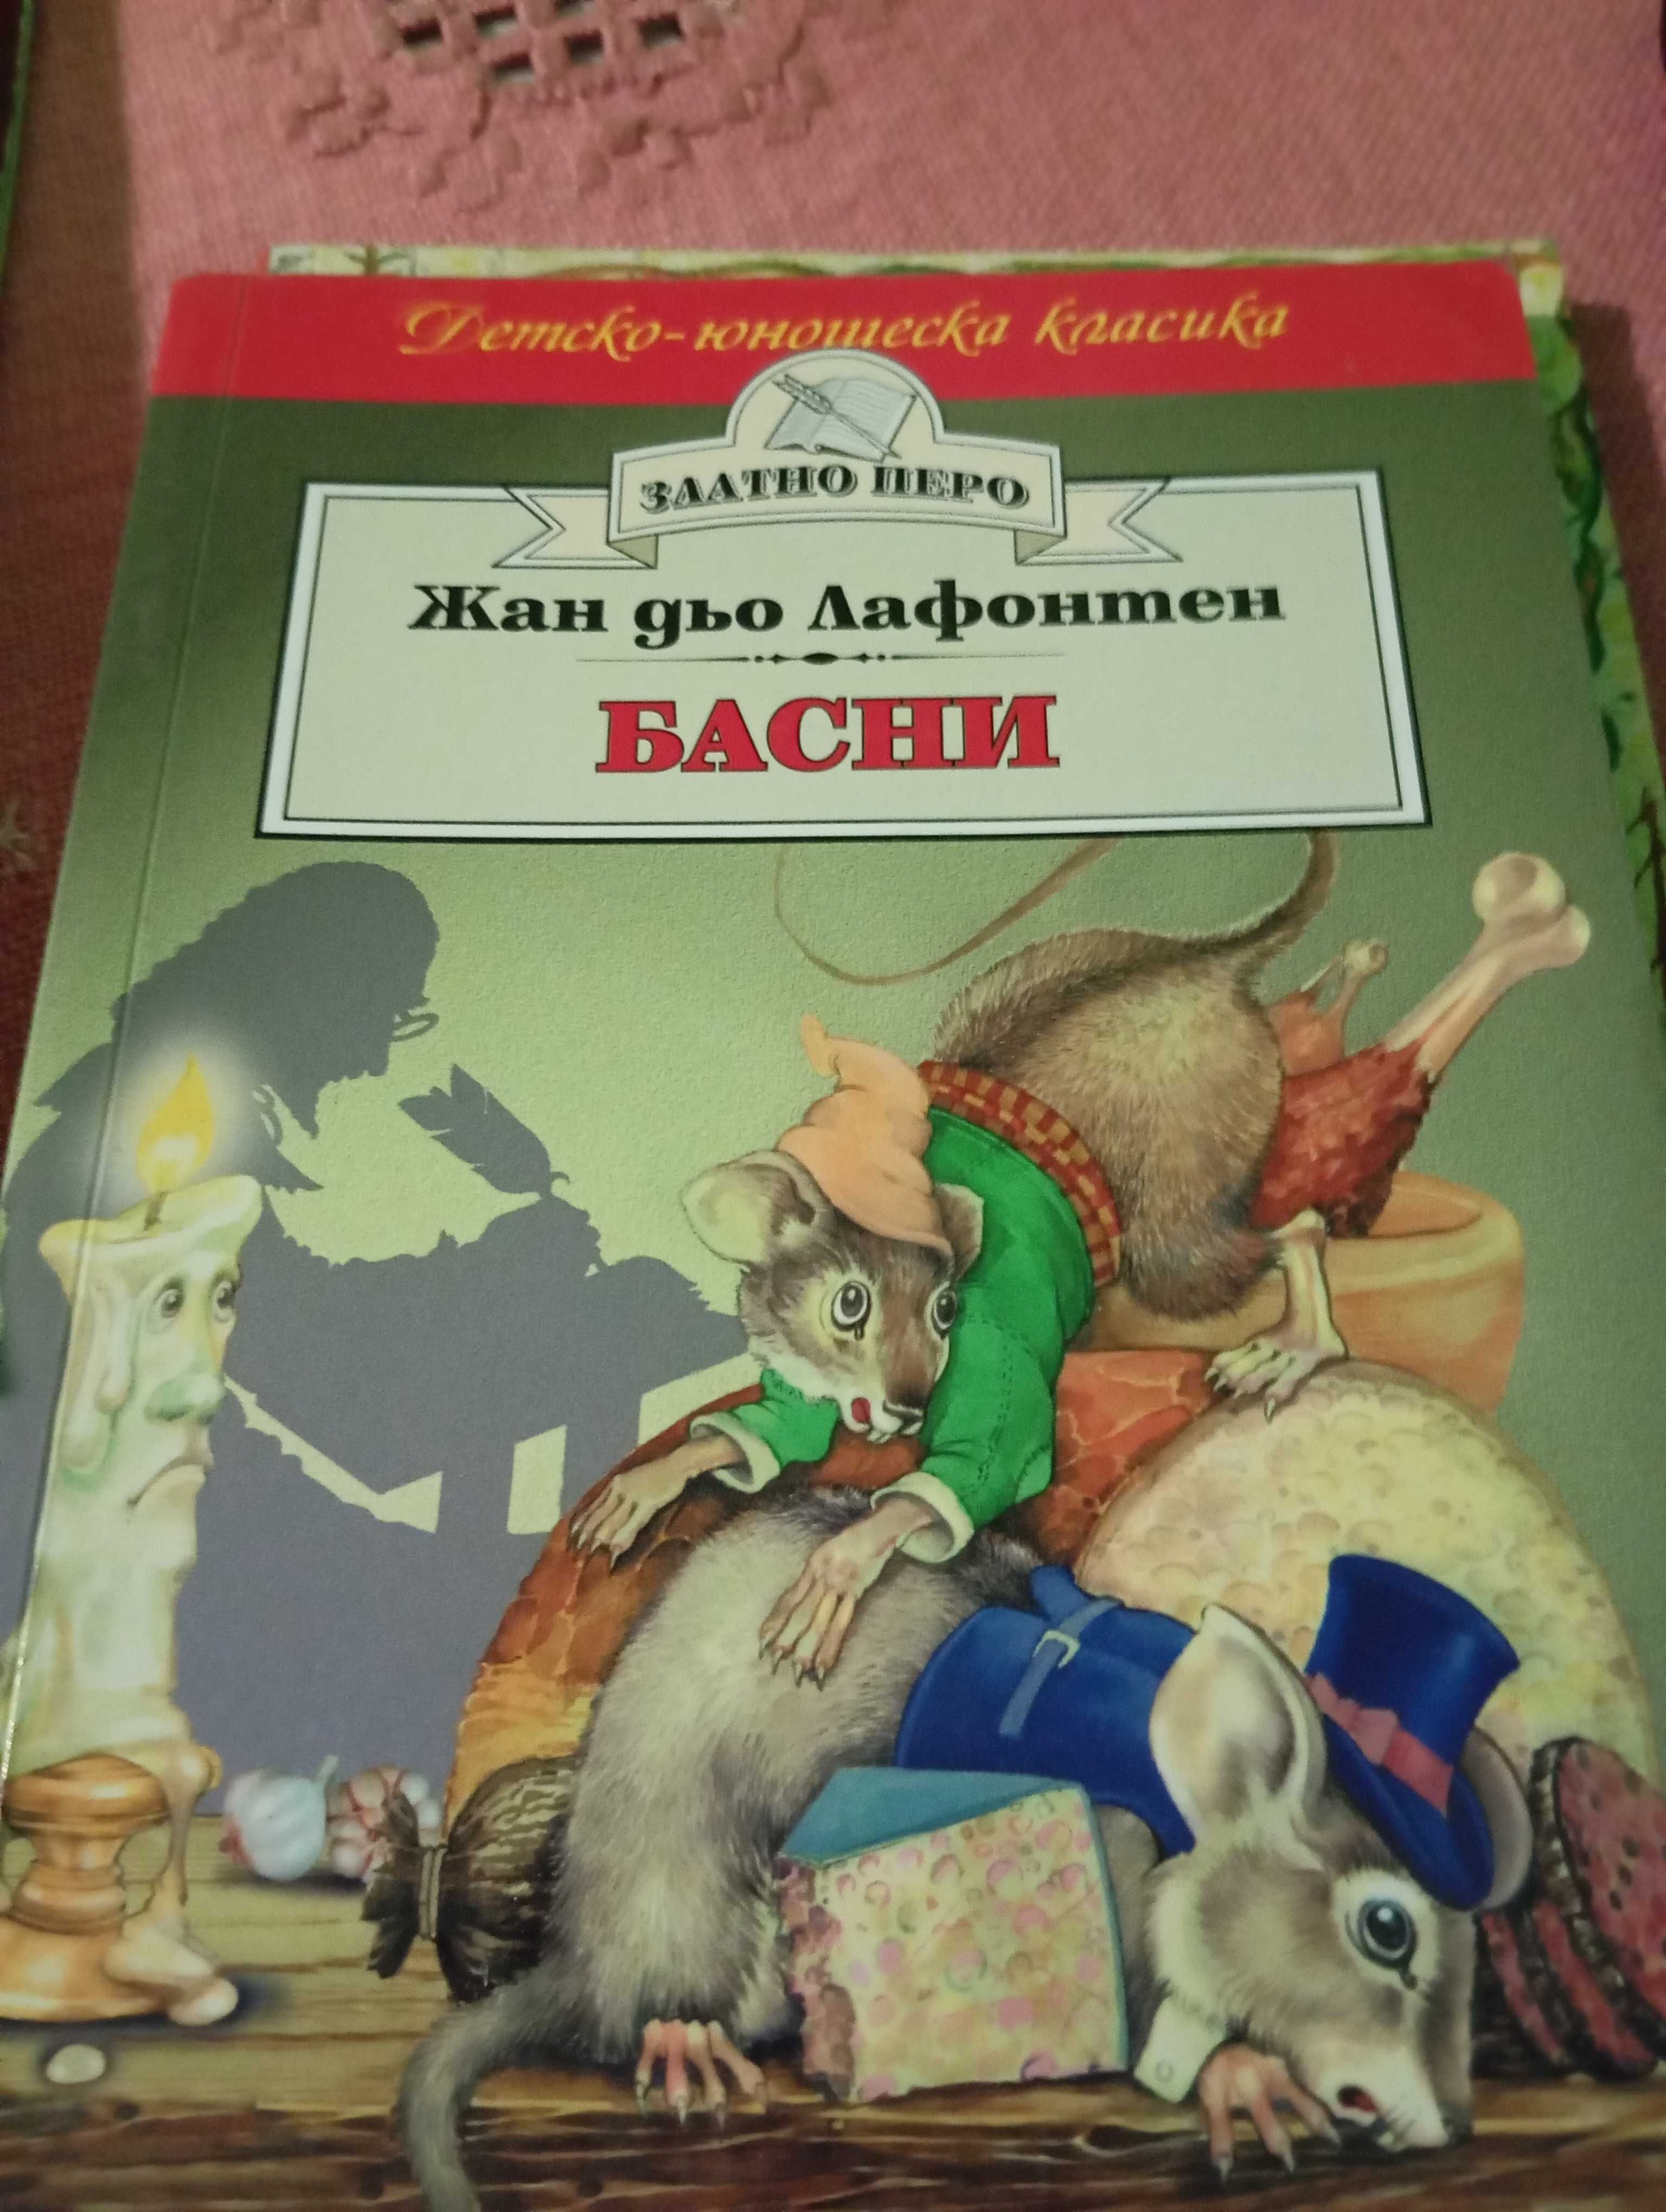 Детско-юношеска класика
ЗЛАТНО ПЕРО
Жан дьо Лафонтен
БАСНИ